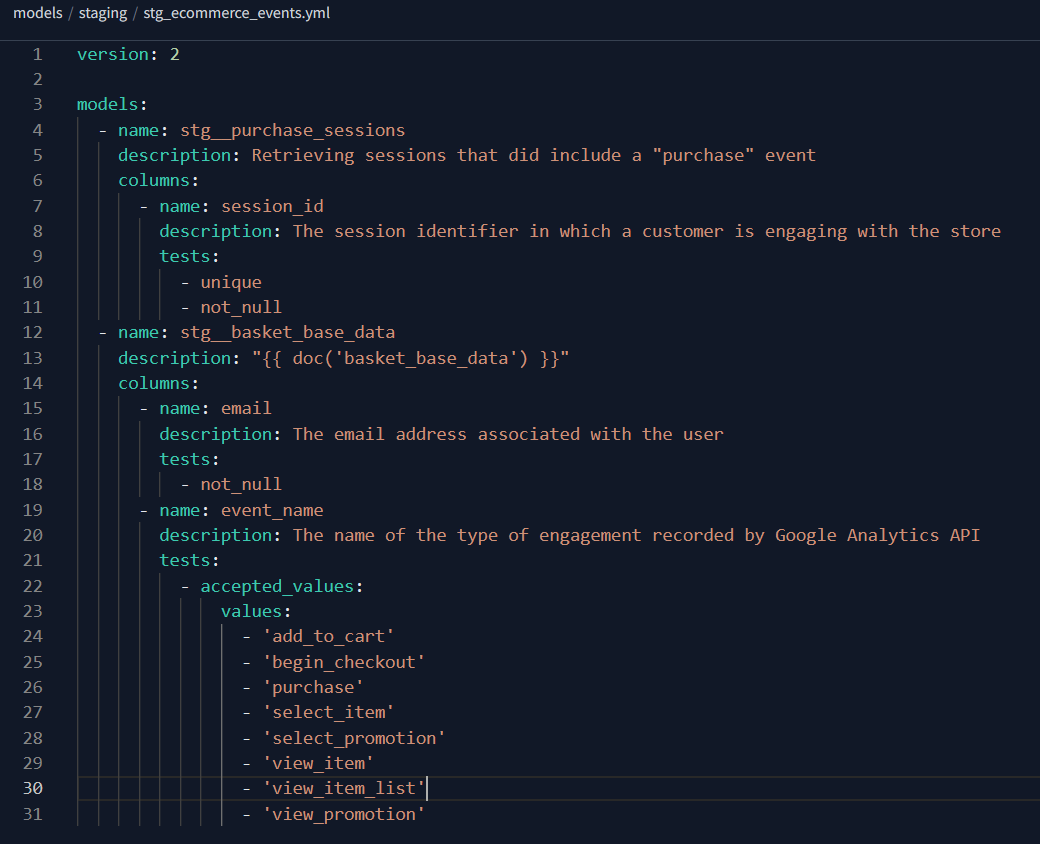 models / staging / stg_ecommerce_events.yml
1 version: 2
2
3 models:
4   - name: stg__purchase_sessions
5     description: Retrieving sessions that did include a "purchase" event
6     columns:
7       - name: session_id
8         description: The session identifier in which a customer is engaging with the store
9         tests:
10           - unique
11           - not_null
12   - name: stg__basket_base_data
13     description: "{{ doc('basket_base_data') }}"
14     columns:
15       - name: email
16         description: The email address associated with the user
17         tests:
18           - not_null
19       - name: event_name
20         description: The name of the type of engagement recorded by Google Analytics API
21         tests:
22           - accepted_values:
23               values:
24                 - 'add_to_cart'
25                 - 'begin_checkout'
26                 - 'purchase'
27                 - 'select_item'
28                 - 'select_promotion'
29                 - 'view_item'
30                 - 'view_item_list'
31                 - 'view_promotion'